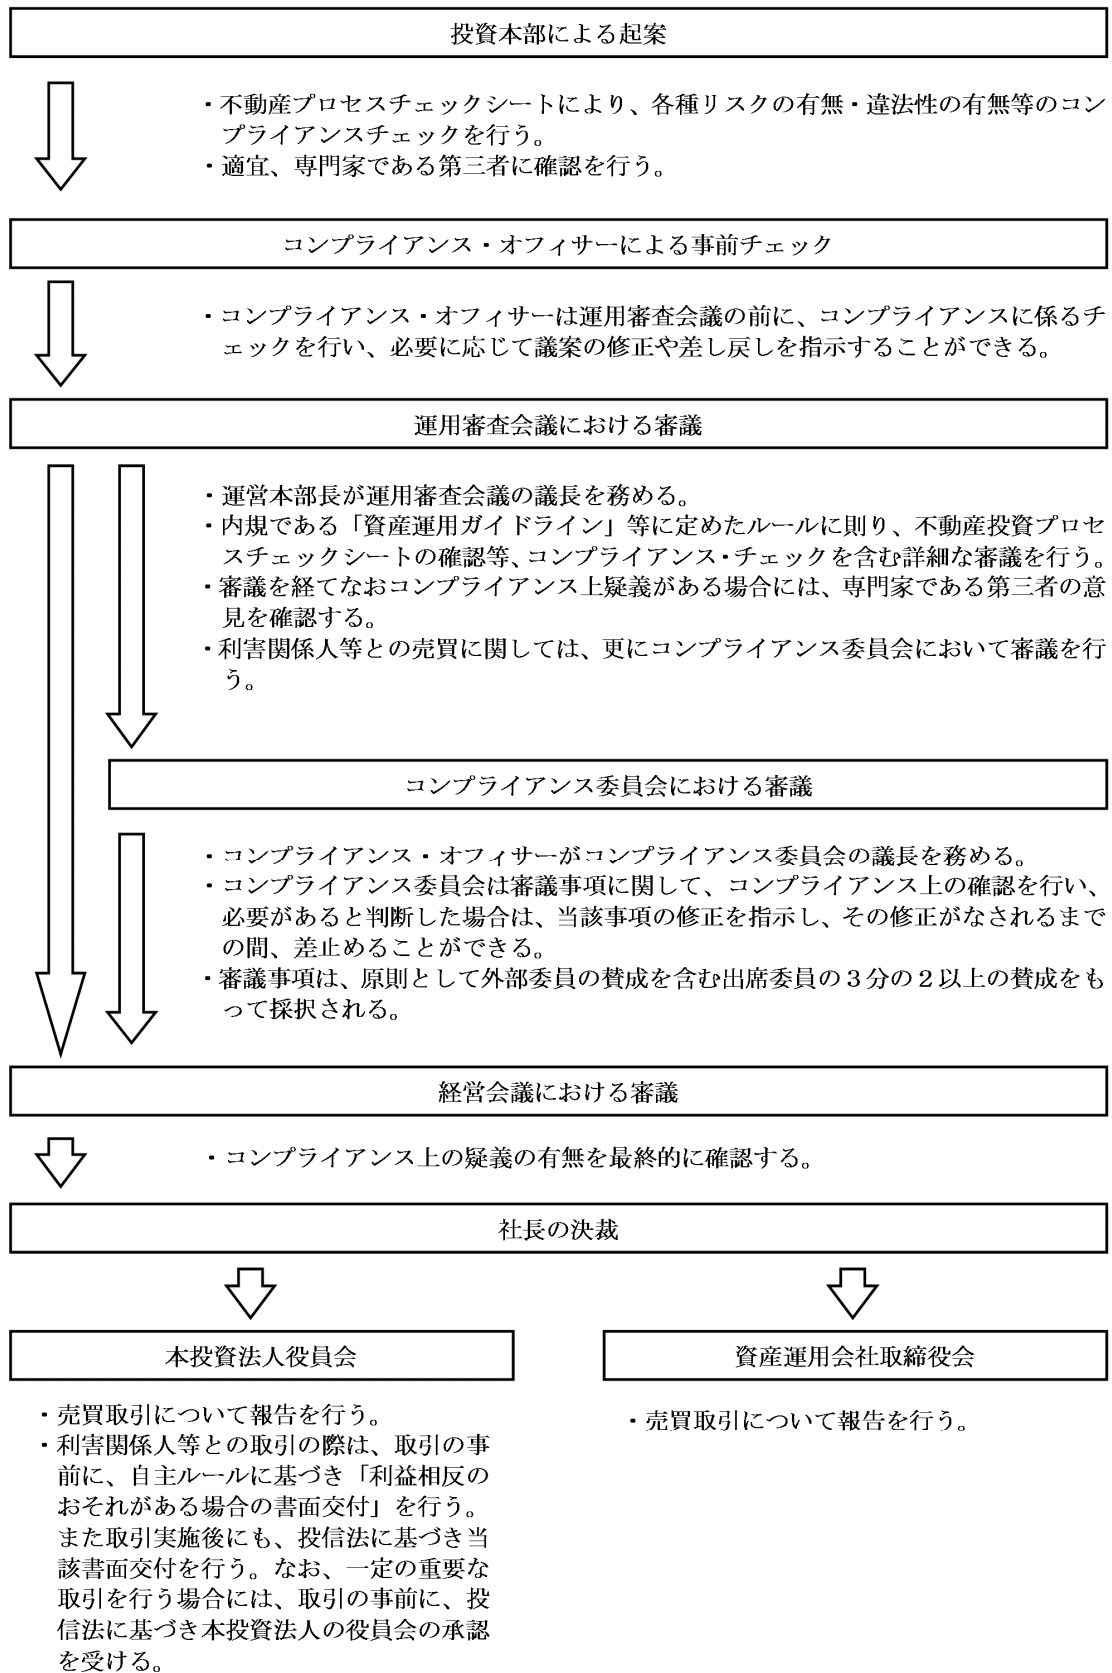 投資本部による起案
・不動産プロセスチェックシートにより、各種リスクの有無・違法性の有無等のコン
プライアンスチェックを行う。
・適宜、専門家である第三者に確認を行う。
コンプライアンス・オフィサーによる事前チェック
・コンプライアンス・オフィサーは運用審査会議の前に、コンプライアンスに係るチ
ェックを行い、必要に応じて議案の修正や差し戻しを指示することができる。
運用審査会議における審議
・運営本部長が運用審査会議の議長を務める。
・内規である「資産運用ガイドライン」等に定めたルールに則り、不動産投資プロセ
スチェックシートの確認等、コンプライアンス・チェックを含む詳細な審議を行う。
・審議を経てなおコンプライアンス上疑義がある場合には、専門家である第三者の意
見を確認する。
・利害関係人等との売買に関しては、更にコンプライアンス委員会において審議を行
う。
コンプライアンス委員会における審議
・コンプライアンス・オフィサーがコンプライアンス委員会の議長を務める。
・コンプライアンス委員会は審議事項に関して、コンプライアンス上の確認を行い、
必要があると判断した場合は、当該事項の修正を指示し、その修正がなされるまで
の間、差止めることができる。
・審議事項は、原則として外部委員の賛成を含む出席委員の３分の２以上の賛成をも
って採択される。
経営会議における審議
・コンプライアンス上の疑義の有無を最終的に確認する。
社長の決裁
本投資法人役員会
・売買取引について報告を行う。
・利害関係人等との取引の際は、取引の事
前に、自主ルールに基づき「利益相反の
おそれがある場合の書面交付」を行う。
また取引実施後にも、投信法に基づき当
該書面交付を行う。なお、一定の重要な
取引を行う場合には、取引の事前に、投
信法に基づき本投資法人の役員会の承認
を受ける。
資産運用会社取締役会
・売買取引について報告を行う。